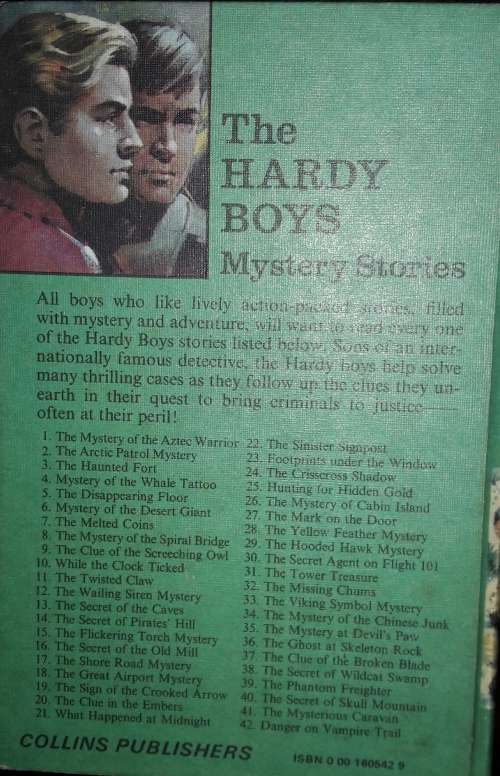 The
HARDY
BOYS
Mystery Stories
All boys who like lively action-packed stories, filled
with mystery and adventure, will want to read every one
of the Hardy Boys stories listed below. Sons of an inter-
nationally famous detective, the Hardy boys help solve
many thrilling cases as they follow up the clues they un-
earth in their quest to bring criminals to justice——
often at their peril!
1. The Mystery of the Aztec Warrior
2. The Arctic Patrol Mystery
3. The Haunted Fort
4. Mystery of the Whale Tattoo
5. The Disappearing Floor
6. Mystery of the Desert Giant
7. The Melted Coins
8. The Mystery of the Spiral Bridge
9. The Clue of the Screeching Owl
10. While the Clock Ticked
11. The Twisted Claw
12. The Wailing Siren Mystery
13. The Secret of the Caves
14. The Secret of Pirates' Hill
15. The Flickering Torch Mystery
16. The Secret of the Old Mill
17. The Shore Road Mystery
18. The Great Airport Mystery
19. The Sign of the Crooked Arrow
20. The Clue in the Embers
21. What Happened at Midnight
22. The Sinister Signpost
23. Footprints under the Window
24. The Crisscross Shadow
25. Hunting for Hidden Gold
26. The Mystery of Cabin Island
27. The Mark on the Door
28. The Yellow Feather Mystery
29. The Hooded Hawk Mystery
30. The Secret Agent on Flight 101
31. The Tower Treasure
32. The Missing Chums
33. The Viking Symbol Mystery
34. The Mystery of the Chinese Junk
35. The Mystery at Devil's Paw
36. The Ghost at Skeleton Rock
37. The Clue of the Broken Blade
38. The Secret of Wildcat Swamp
39. The Phantom Freighter
40. The Secret of Skull Mountain
41. The Mysterious Caravan
42. Danger on Vampire Trail
COLLINS PUBLISHERS
ISBN 0 00 160542 9